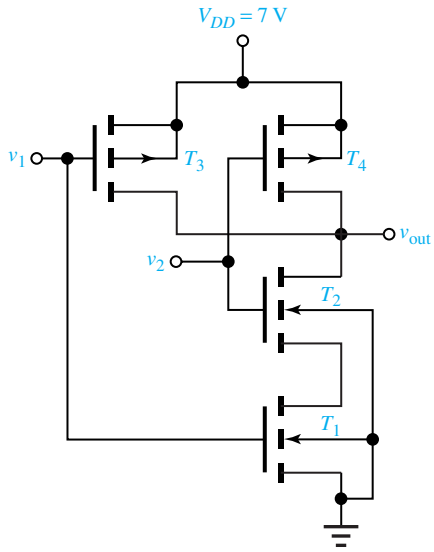 V_DD = 7 V
v_1
T_3
T_4
v_2
v_out
T_2
T_1